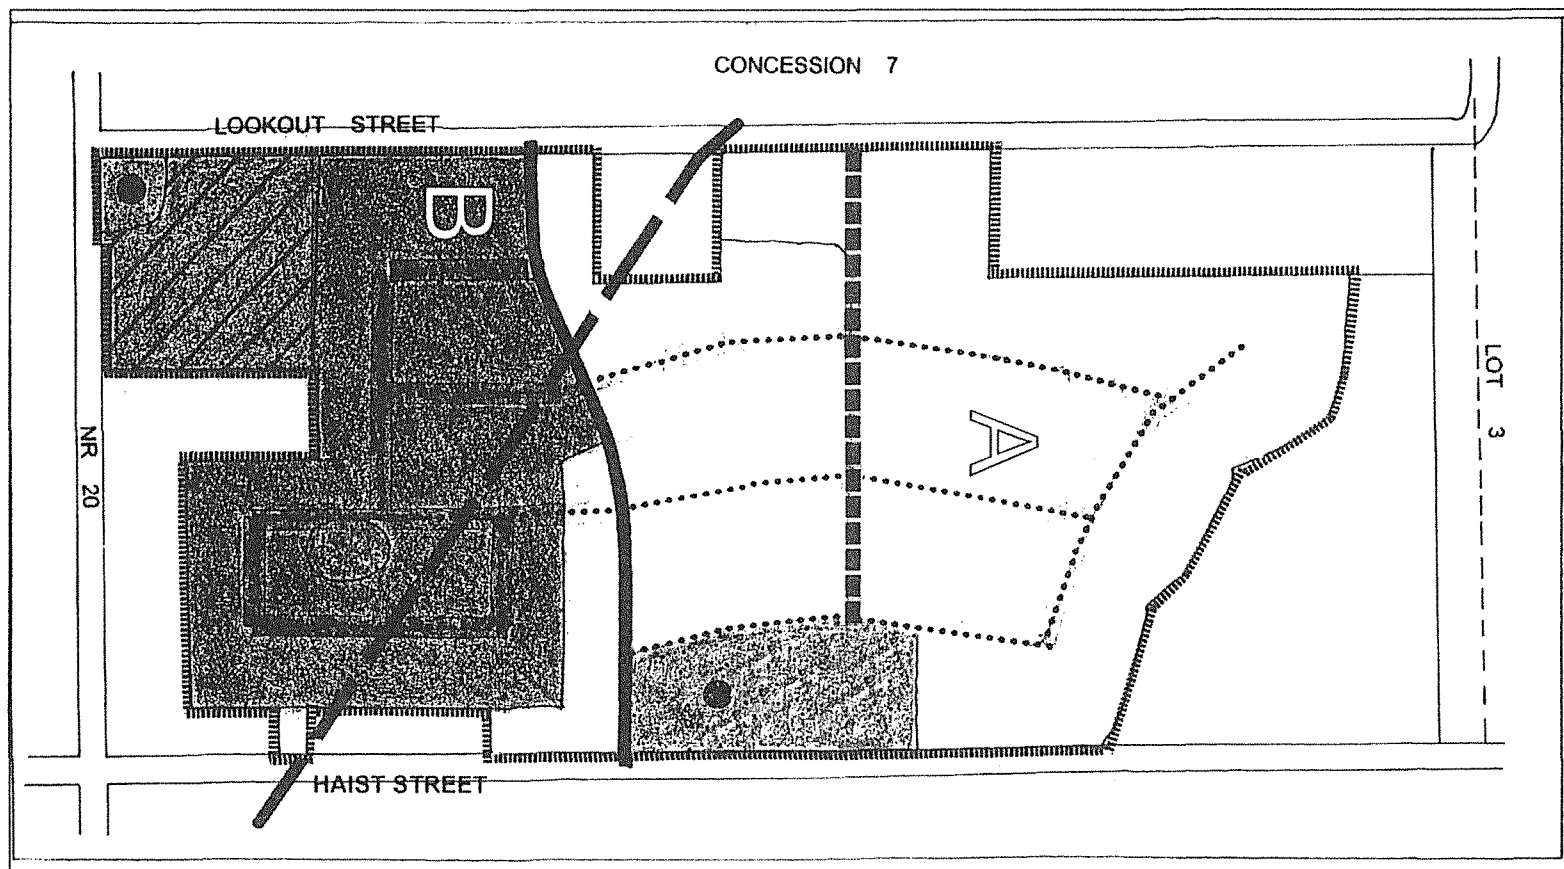 CONCESSION 7
LOOKOUT STREET
B
LOT 3
A
NR 20
HAIST STREET